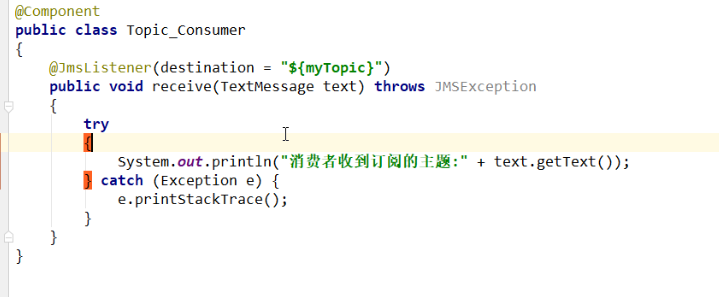 @Component
public class Topic_Consumer
{
@JmsListener(destination = "${myTopic}")
public void receive(TextMessage text) throws JMSException
{
try
{
System.out.println("消费者收到订阅的主题:" + text.getText());
} catch (Exception e) {
e.printStackTrace();
}
}
}